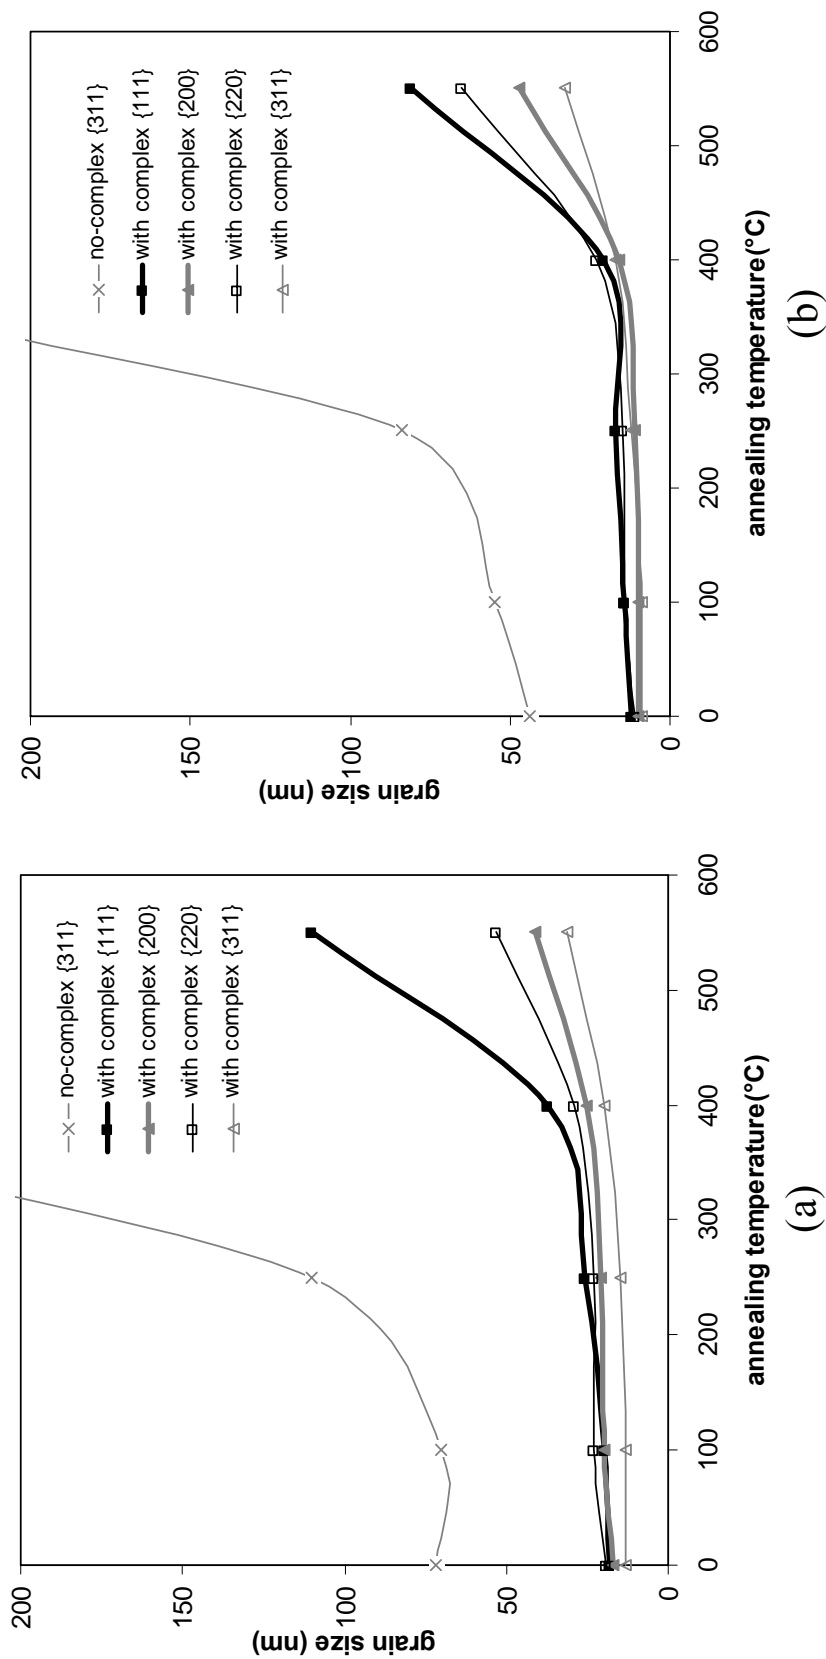 200
150
100
50
0
grain size (nm)
0
100
200
300
400
500
600
annealing temperature(°C)
no-complex {311}
with complex {111}
with complex {200}
with complex {220}
with complex {311}
(a)
200
150
100
50
0
grain size (nm)
0
100
200
300
400
500
600
annealing temperature(°C)
no-complex {311}
with complex {111}
with complex {200}
with complex {220}
with complex {311}
(b)